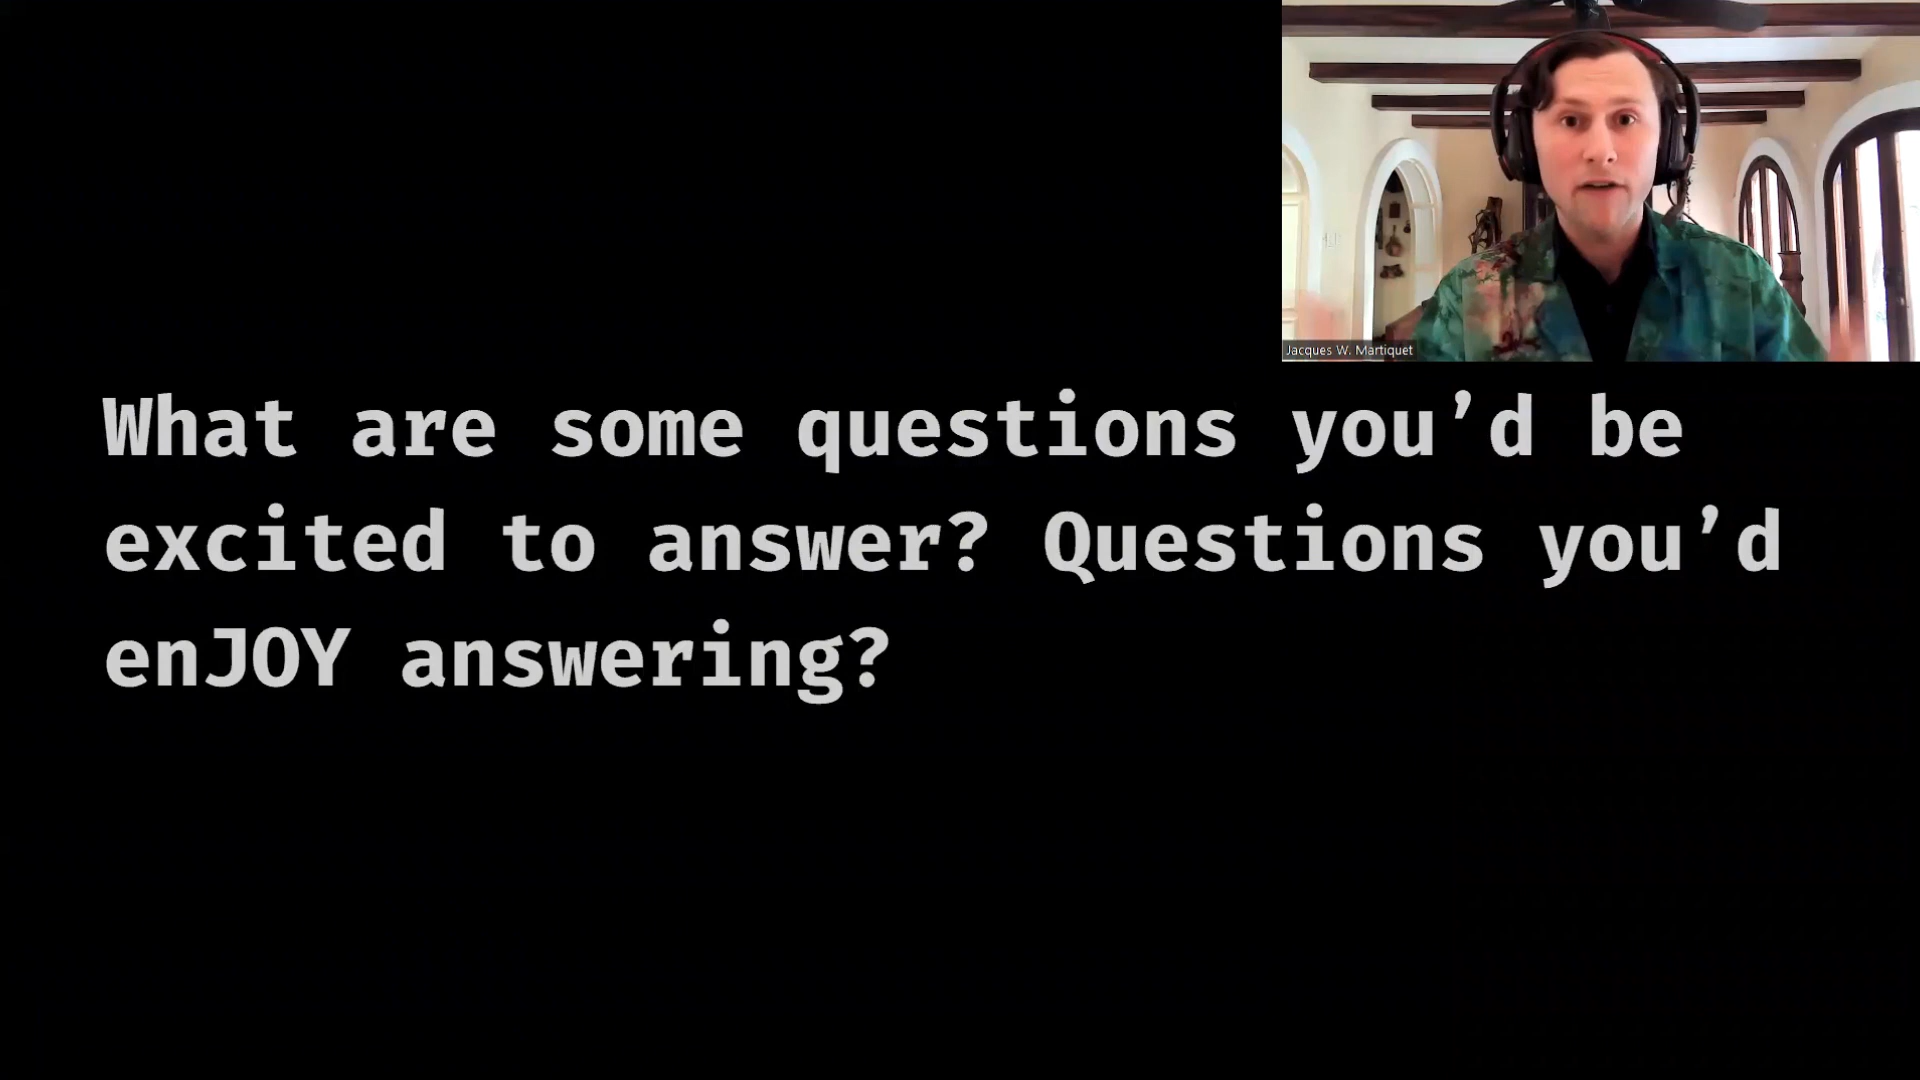 Jacques W. Martiquet
What are some questions you’d be
excited to answer? Questions you’d
enJOY answering?